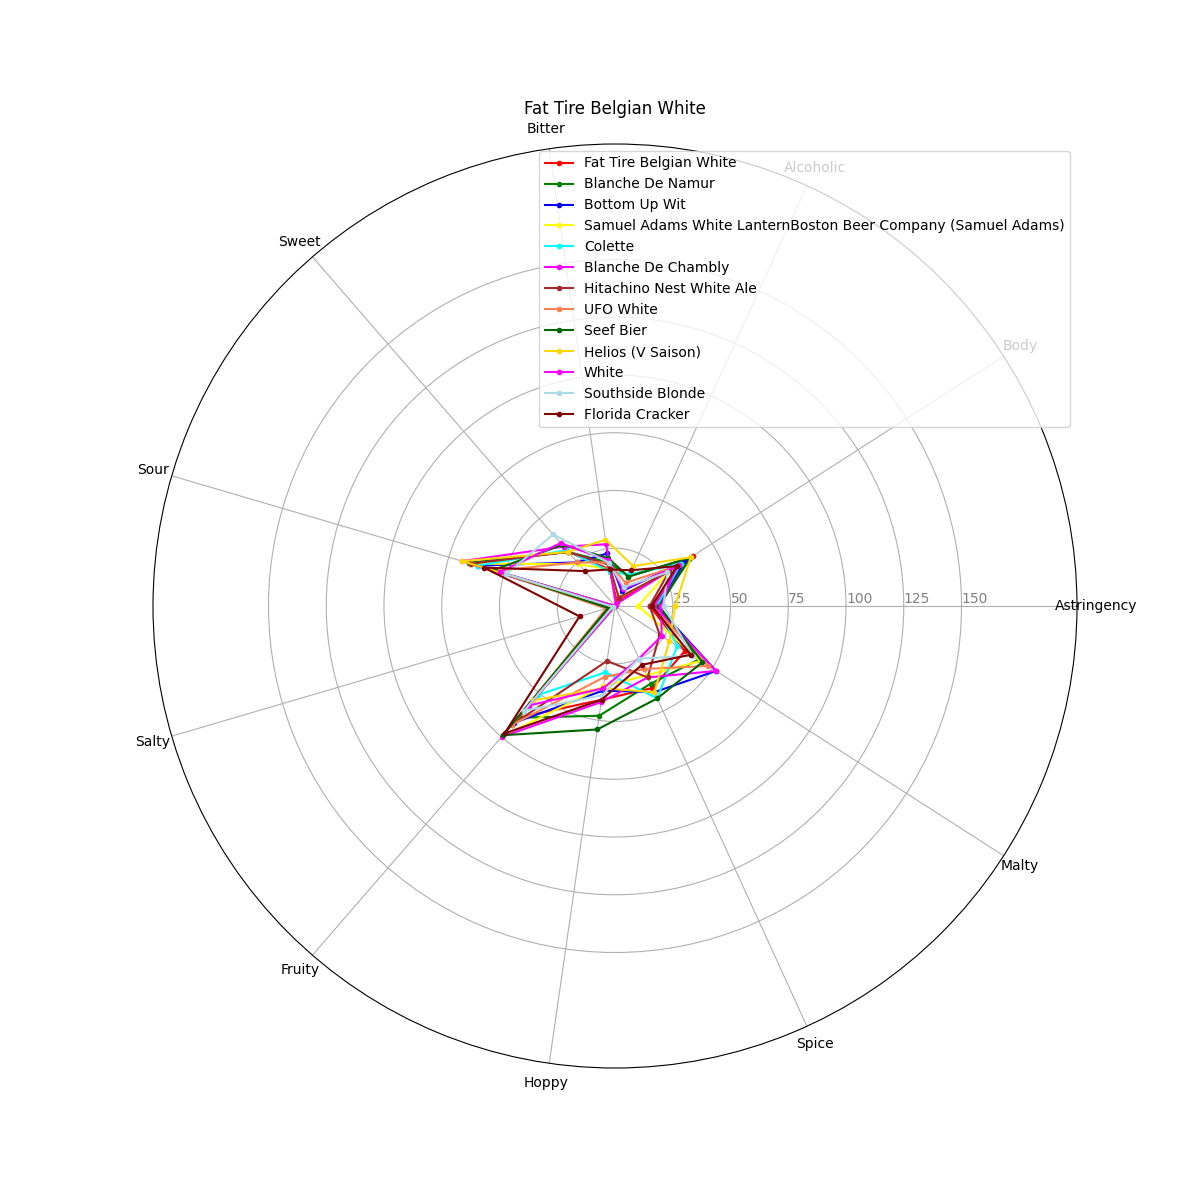 Fat Tire Belgian White
Bitter
Fat Tire Belgian White
Alcoholic
Blanche De Namur
Bottom Up Wit
Samuel Adams White LanternBoston Beer Company (Samuel Adams)
Sweet
Colette
Blanche De Chambly
Hitachino Nest White Ale
UFO White
Seef Bier
Body
Helios (V Saison)
White
Southside Blonde
Florida Cracker
Sour
25 50 75 100 125 150
Astringency
Salty
Malty
Fruity
Spice
Hoppy